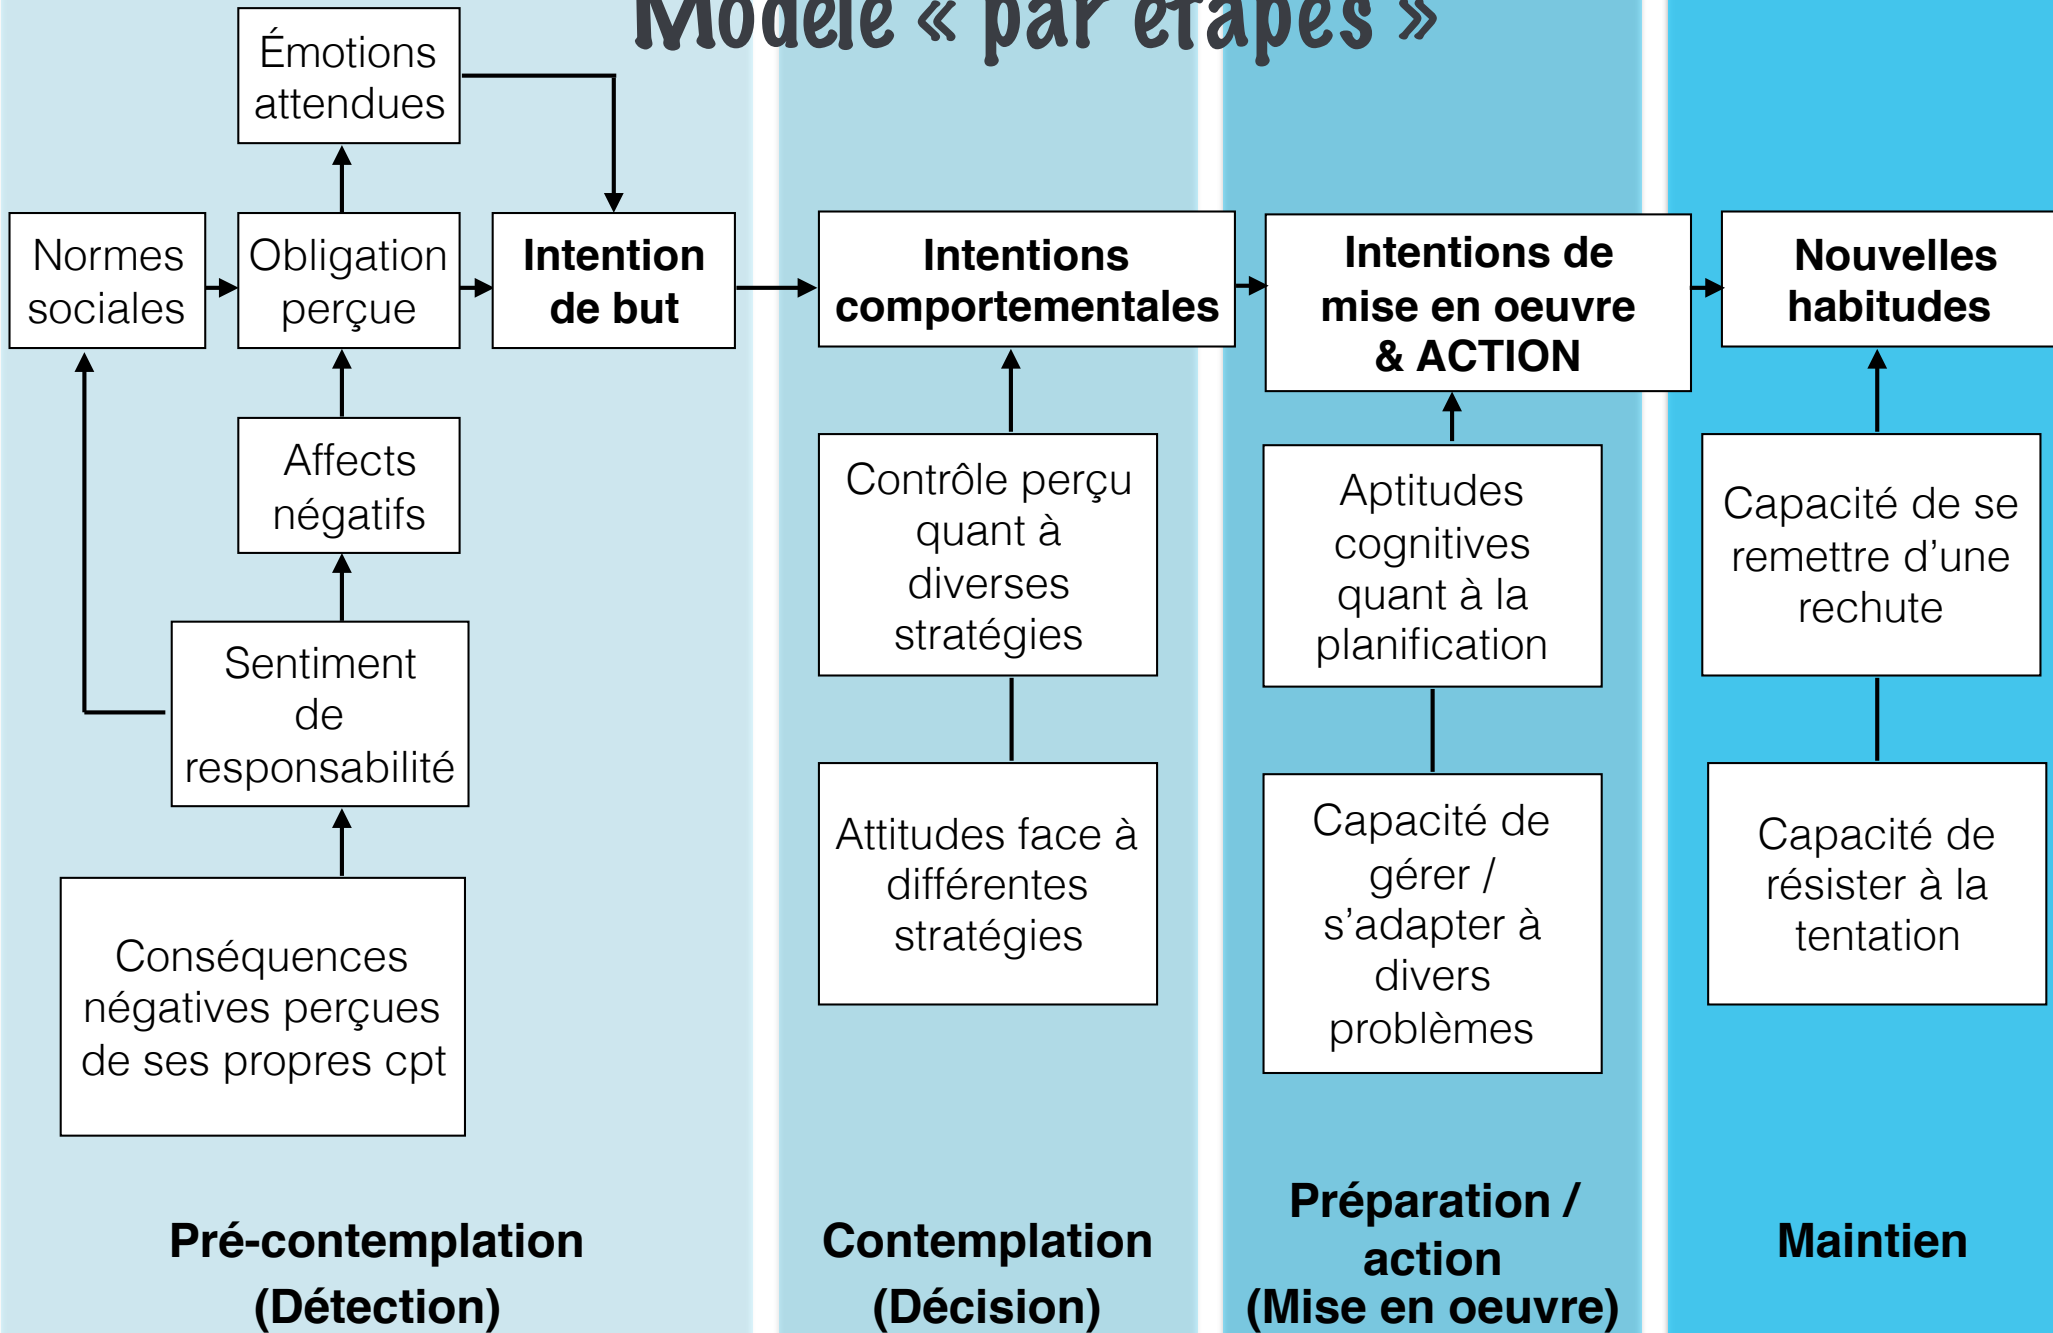 Modèle « par étapes »
Émotions
attendues
Normes
sociales
Obligation
perçue
Intention
de but
Affects
négatifs
Sentiment
de
responsabilité
Conséquences
négatives perçues
de ses propres cpt
Pré-contemplation
(Détection)
Intentions
comportementales
Contrôle perçu
quant à
diverses
stratégies
Attitudes face à
différentes
stratégies
Contemplation
(Décision)
Intentions de
mise en oeuvre
& ACTION
Aptitudes
cognitives
quant à la
planification
Capacité de
gérer /
s’adapter à
divers
problèmes
Préparation /
action
(Mise en oeuvre)
Nouvelles
habitudes
Capacité de se
remettre d’une
rechute
Capacité de
résister à la
tentation
Maintien